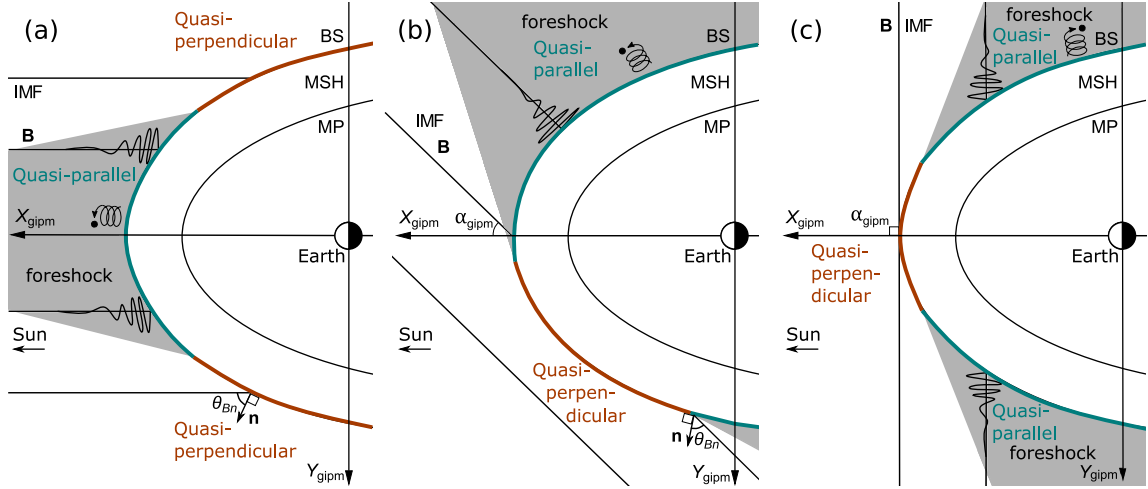 (a)
Quasi-
perpendicular
BS
IMF
MSH
B
MP
Quasi-parallel
Xgipm
Earth
foreshock
Sun
θBn
n
Quasi-
perpendicular
Ygipm
(b)
foreshock
BS
Quasi-
parallel
MSH
IMF
B
MP
Xgipm
αgipm
Earth
Sun
Quasi-
perpen-
dicular
n
θBn
Ygipm
(c)
B
IMF
foreshock
Quasi-
parallel
BS
MSH
MP
Xgipm
αgipm
Quasi-
perpen-
dicular
Earth
Sun
Quasi-
parallel
foreshock
Ygipm